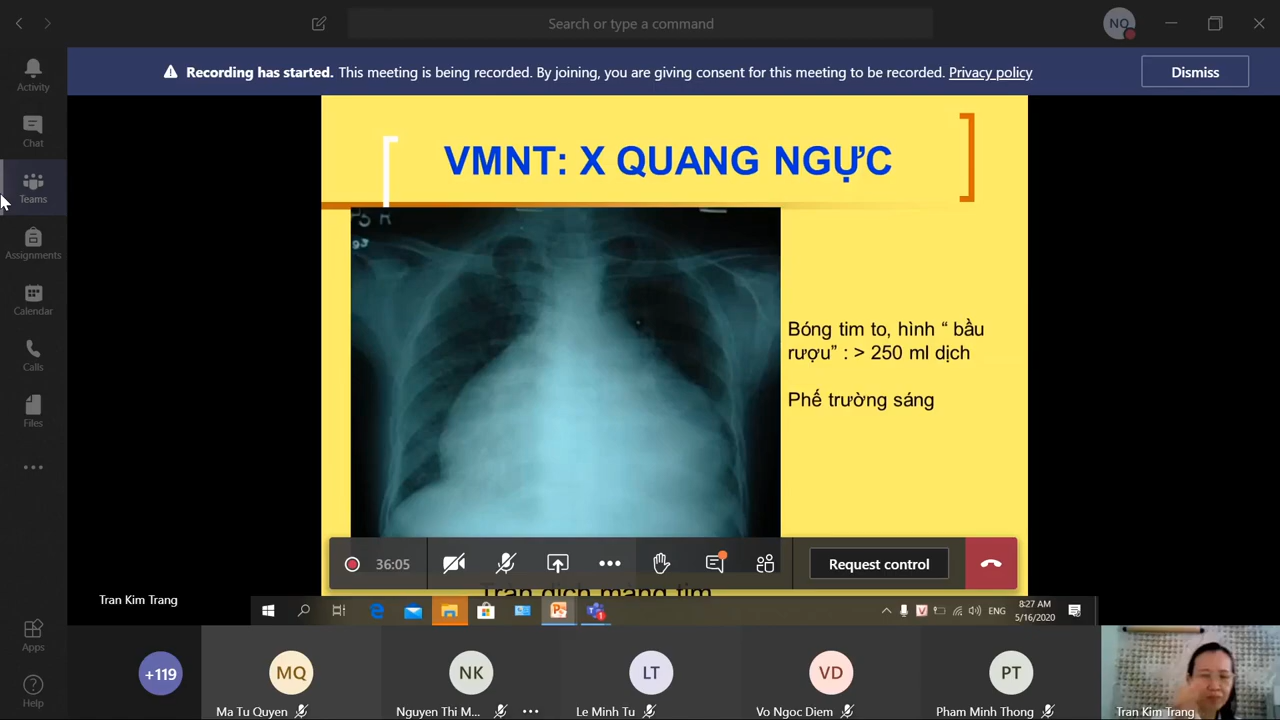 Search or type a command
NQ
Activity
Chat
Teams
Assignments
Calendar
Calls
Files
Apps
Help
Recording has started. This meeting is being recorded. By joining, you are giving consent for this meeting to be recorded. Privacy policy
Dismiss
VMNT: X QUANG NGỰC
Bóng tim to, hình “ bầu
rượu” : > 250 ml dịch
Phế trường sáng
36:05
Request control
Tràn dịch màng tim
Tran Kim Trang
ENG
8:27 AM
5/16/2020
+119
MQ
NK
LT
VD
PT
Ma Tu Quyen
Nguyen Thi M...
Le Minh Tu
Vo Ngoc Diem
Pham Minh Thong
Tran Kim Trang